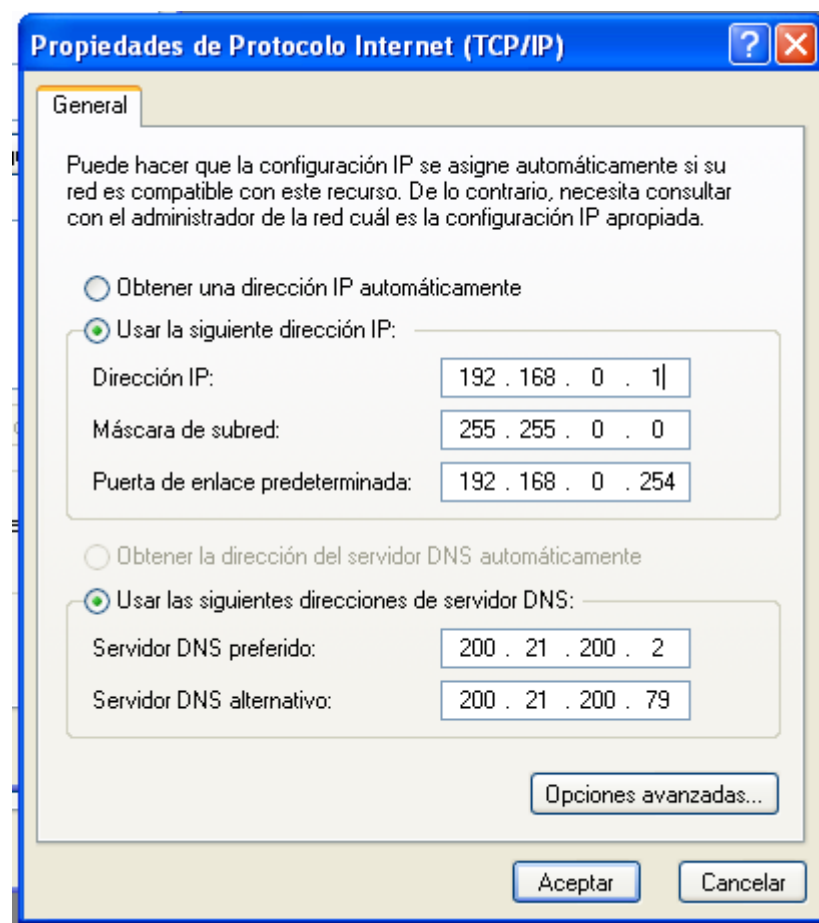 Propiedades de Protocolo Internet (TCP/IP)
General
Puede hacer que la configuración IP se asigne automáticamente si su
red es compatible con este recurso. De lo contrario, necesita consultar
con el administrador de la red cuál es la configuración IP apropiada.
Obtener una dirección IP automáticamente
Usar la siguiente dirección IP:
Dirección IP: 192 . 168 . 0 . 1
Máscara de subred: 255 . 255 . 0 . 0
Puerta de enlace predeterminada: 192 . 168 . 0 . 254
Obtener la dirección del servidor DNS automáticamente
Usar las siguientes direcciones de servidor DNS:
Servidor DNS preferido: 200 . 21 . 200 . 2
Servidor DNS alternativo: 200 . 21 . 200 . 79
Opciones avanzadas...
Aceptar Cancelar